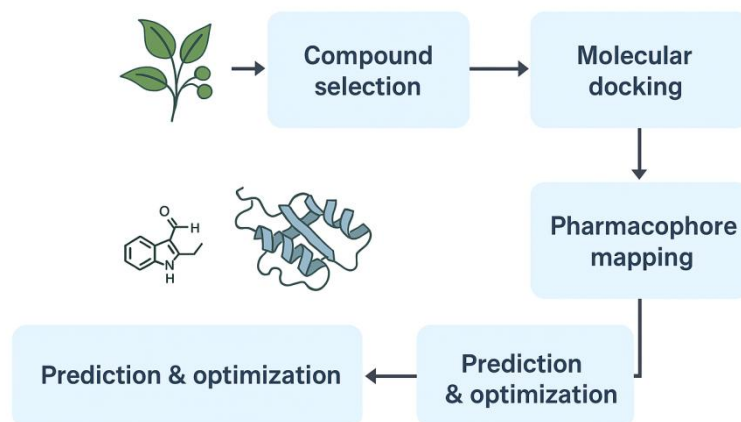 Compound
selection
Molecular
docking
O
H
N
H
Pharmacophore
mapping
Prediction & optimization
Prediction
& optimization